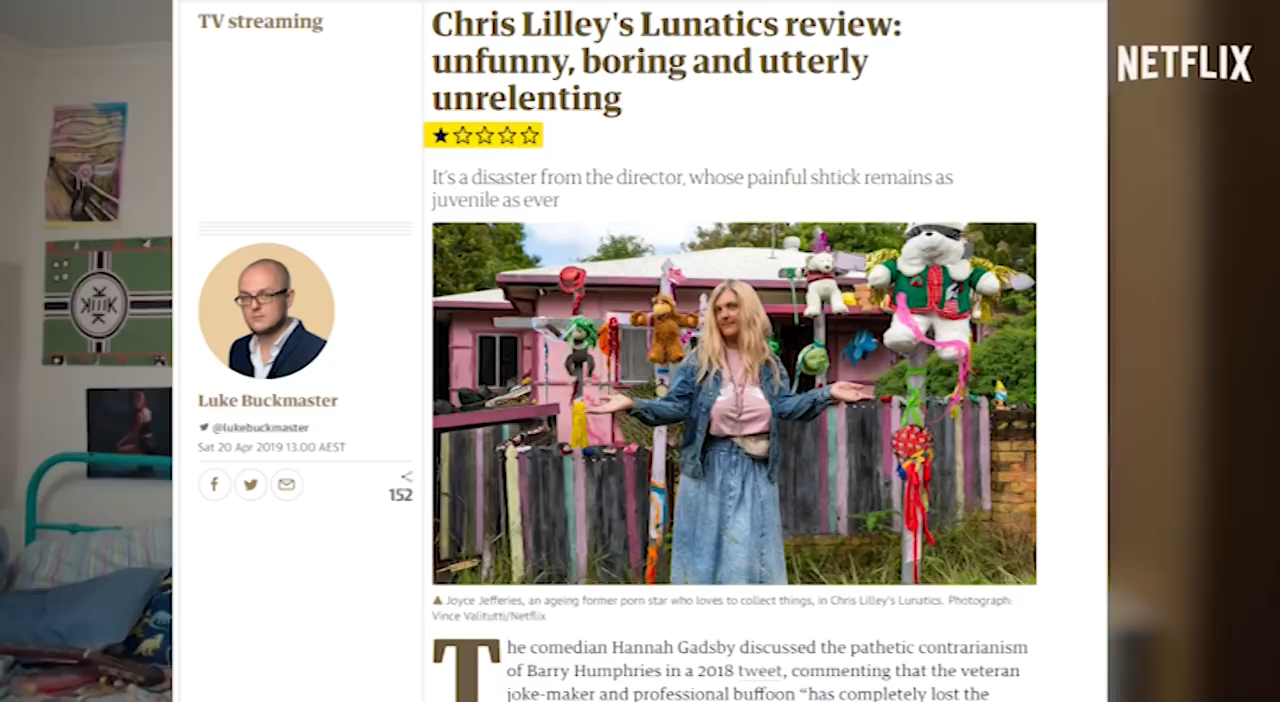 TV streaming
Chris Lilley's Lunatics review:
unfunny, boring and utterly
unrelenting
It's a disaster from the director, whose painful shtick remains as
juvenile as ever
Luke Buckmaster
@lukebuckmaster
Sat 20 Apr 2019 13.00 AEST
152
Joyce Jefferies, an ageing former porn star who loves to collect things, in Chris Lilley's Lunatics. Photograph:
Vince Valitutti/Netflix
The comedian Hannah Gadsby discussed the pathetic contrarianism
of Barry Humphries in a 2018 tweet, commenting that the veteran
joke-maker and professional buffoon “has completely lost the
NETFLIX